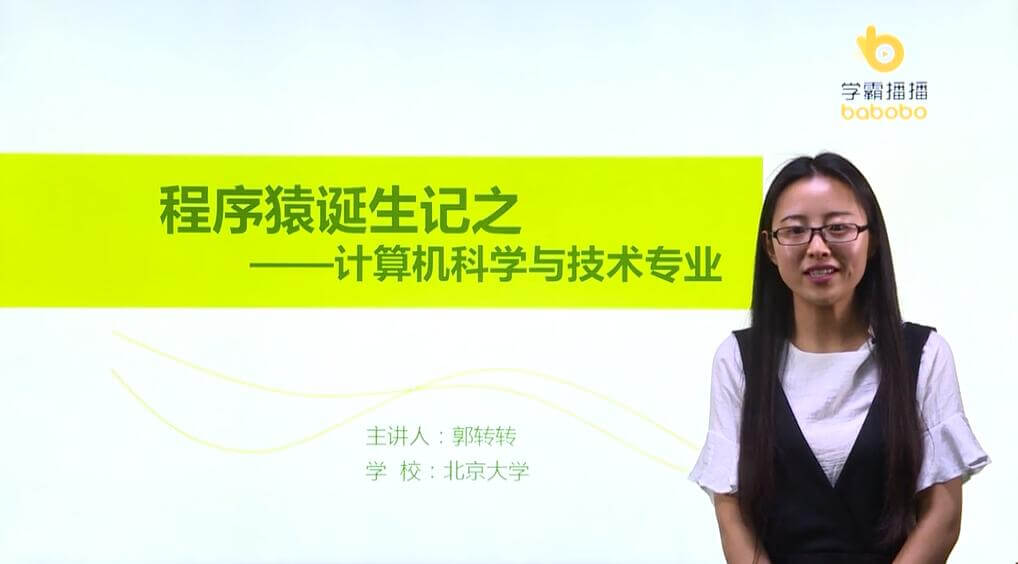 学霸播播
babobo
程序猿诞生记之
——计算机科学与技术专业
主讲人：郭转转
学 校：北京大学